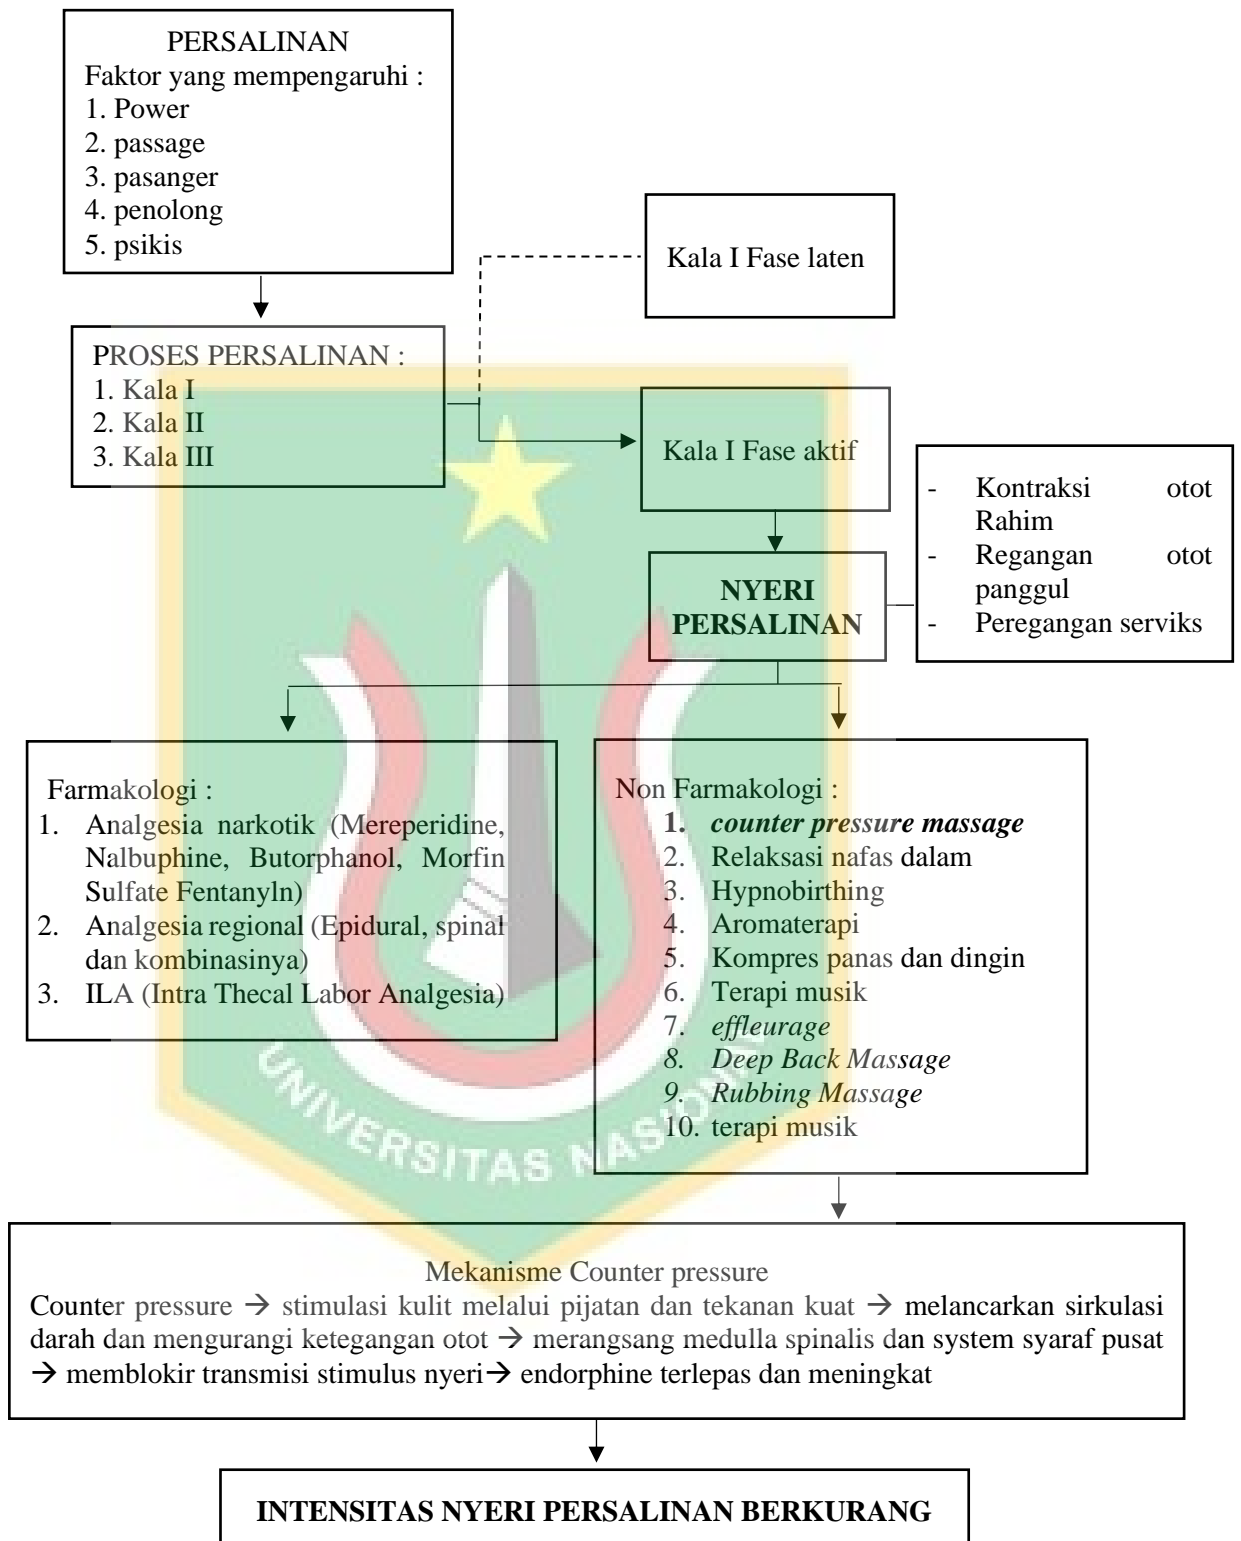 PERSALINAN
Faktor yang mempengaruhi :
1. Power
2. passage
3. pasanger
4. penolong
5. psikis
Kala I Fase laten
PROSES PERSALINAN :
1. Kala I
2. Kala II
3. Kala III
Kala I Fase aktif
- Kontraksi otot
Rahim
- Regangan otot
panggul
- Peregangan serviks
NYERI
PERSALINAN
Farmakologi :
1. Analgesia narkotik (Mereperidine,
Nalbuphine, Butorphanol, Morfin
Sulfate Fentanyln)
2. Analgesia regional (Epidural, spinal
dan kombinasinya)
3. ILA (Intra Thecal Labor Analgesia)
Non Farmakologi :
1. counter pressure massage
2. Relaksasi nafas dalam
3. Hypnobirthing
4. Aromaterapi
5. Kompres panas dan dingin
6. Terapi musik
7. effleurage
8. Deep Back Massage
9. Rubbing Massage
10. terapi musik
UNIVERSITAS NASIONAL
Mekanisme Counter pressure
Counter pressure → stimulasi kulit melalui pijatan dan tekanan kuat → melancarkan sirkulasi
darah dan mengurangi ketegangan otot → merangsang medulla spinalis dan system syaraf pusat
→ memblokir transmisi stimulus nyeri→ endorphine terlepas dan meningkat
INTENSITAS NYERI PERSALINAN BERKURANG